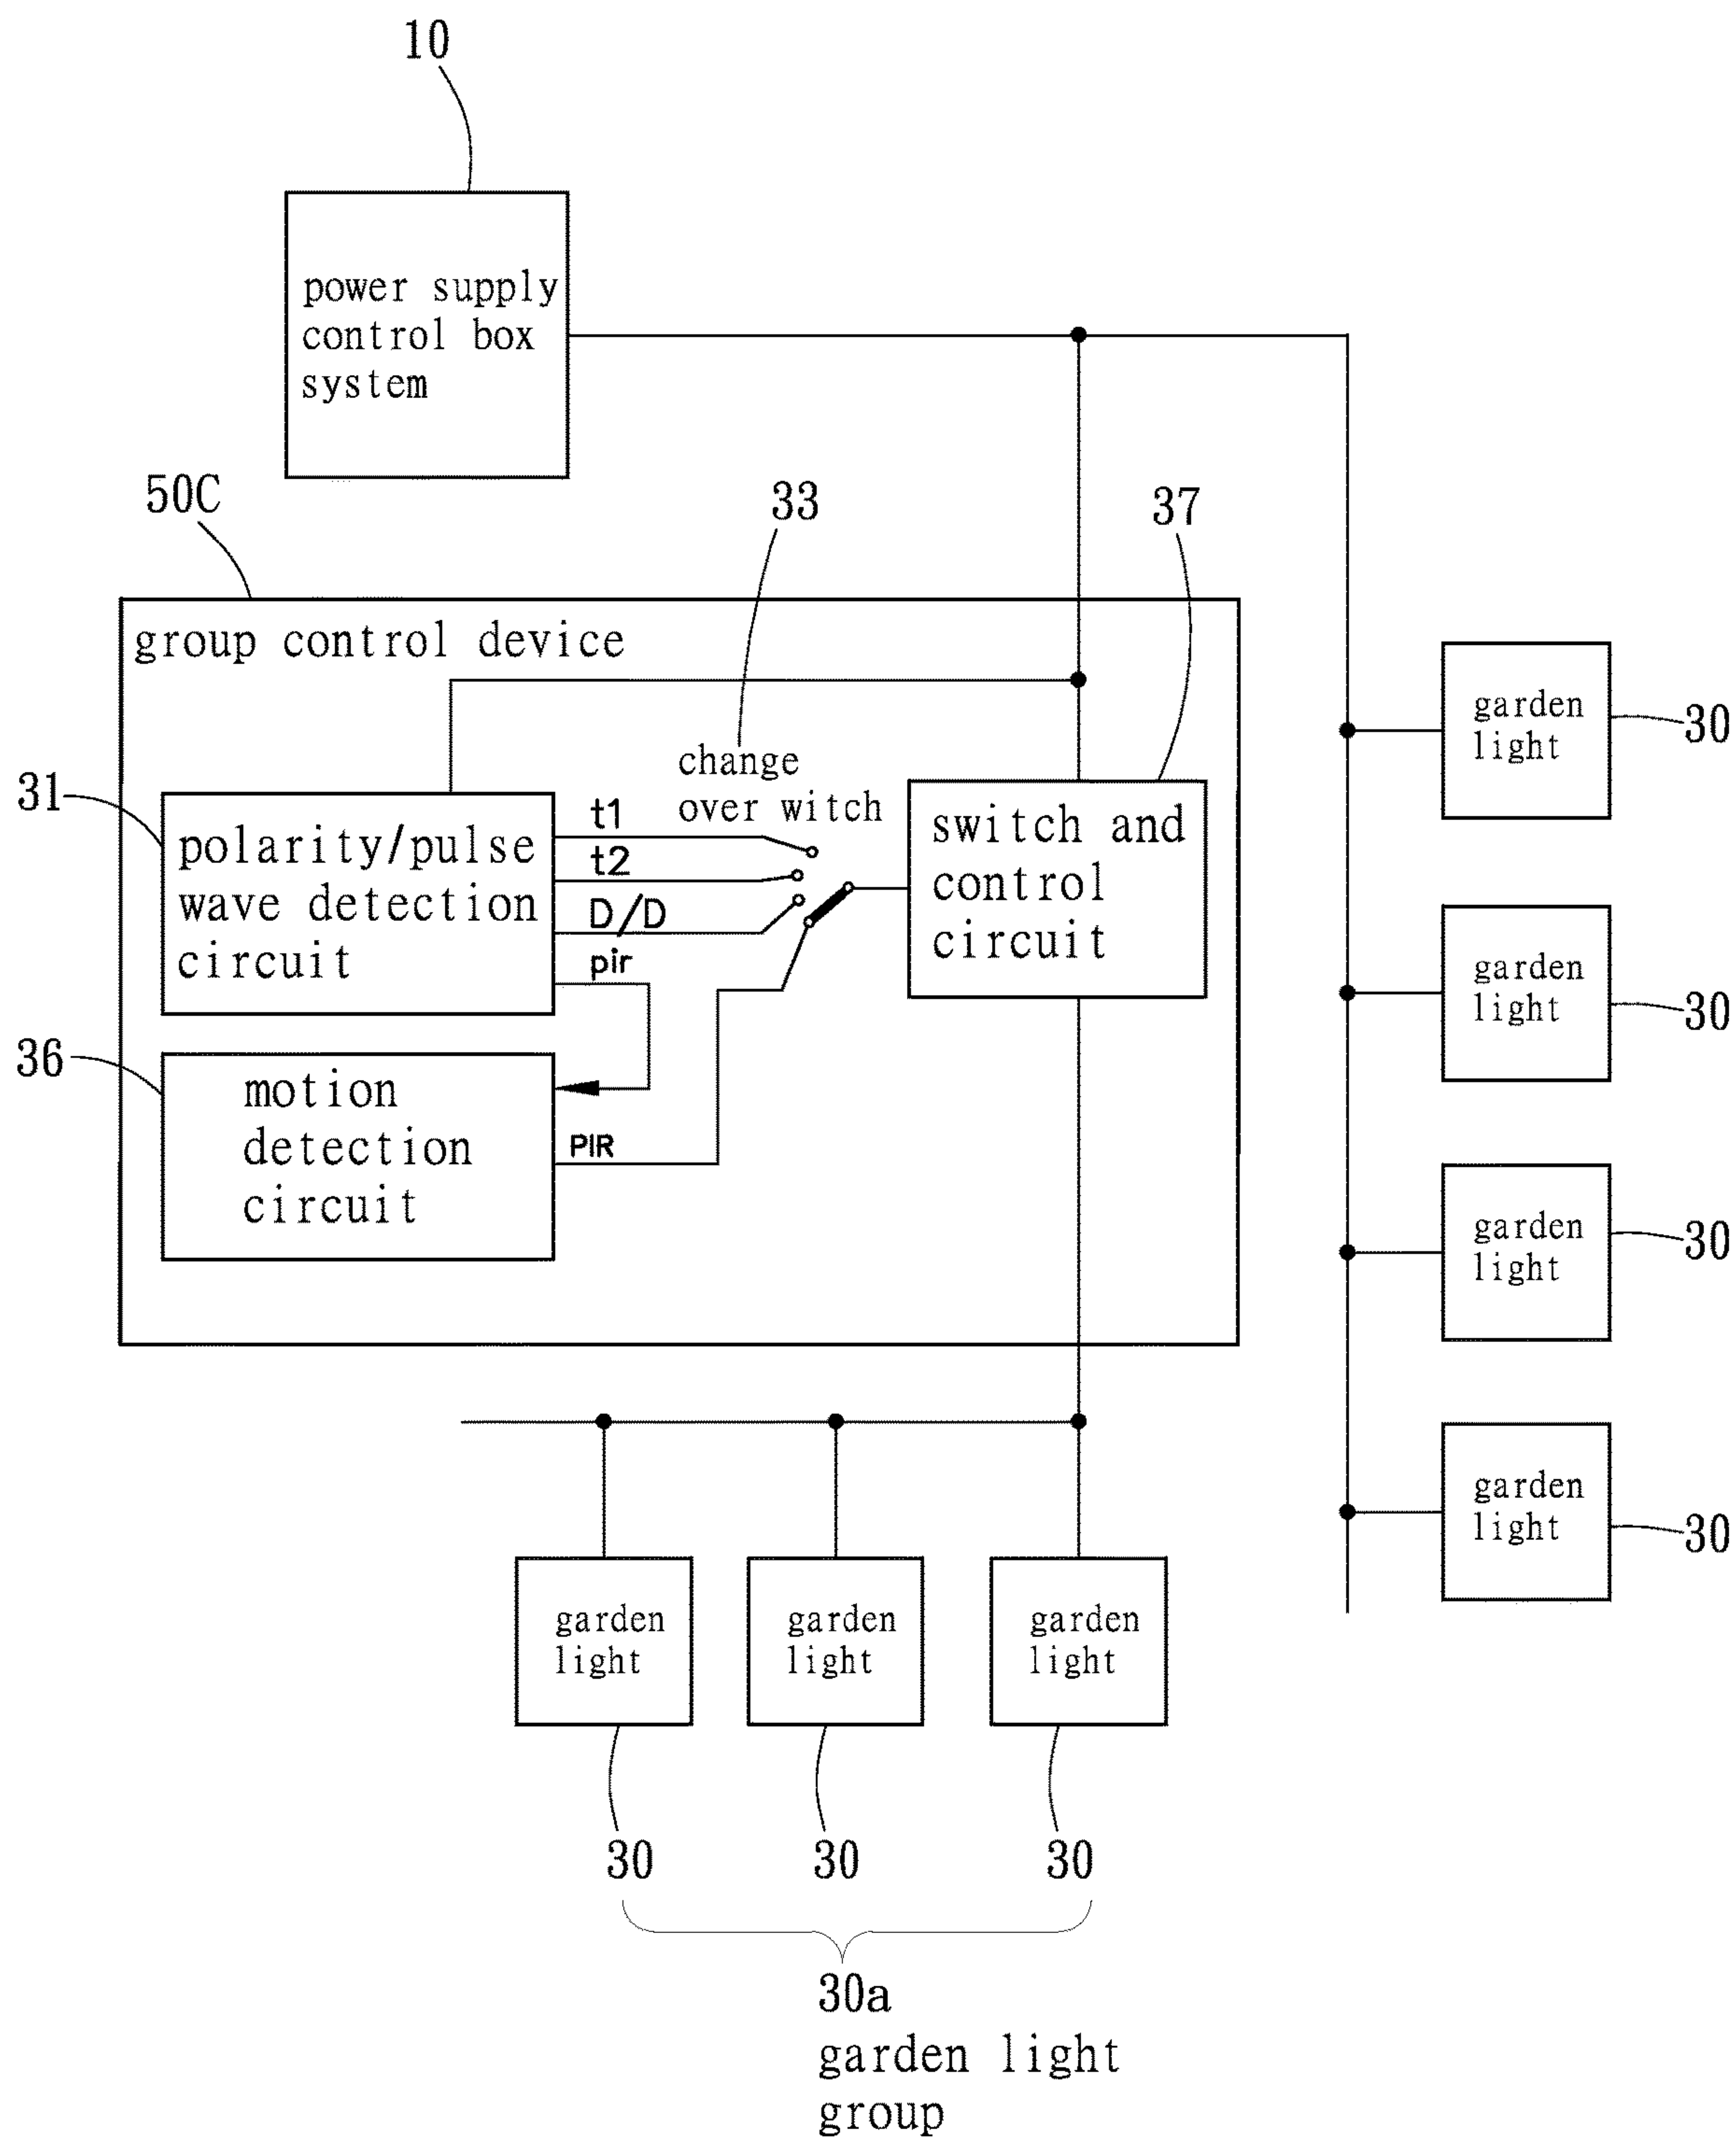 10
power supply
control box
system
50C
33
37
group control device
change
over witch
31
polarity/pulse
wave detection
circuit
t1
t2
D/D
pir
switch and
control
circuit
36
motion
detection
circuit
PIR
garden
light
30
garden
light
30
garden
light
30
garden
light
30
garden
light
garden
light
garden
light
30
30
30
30a
garden light
group